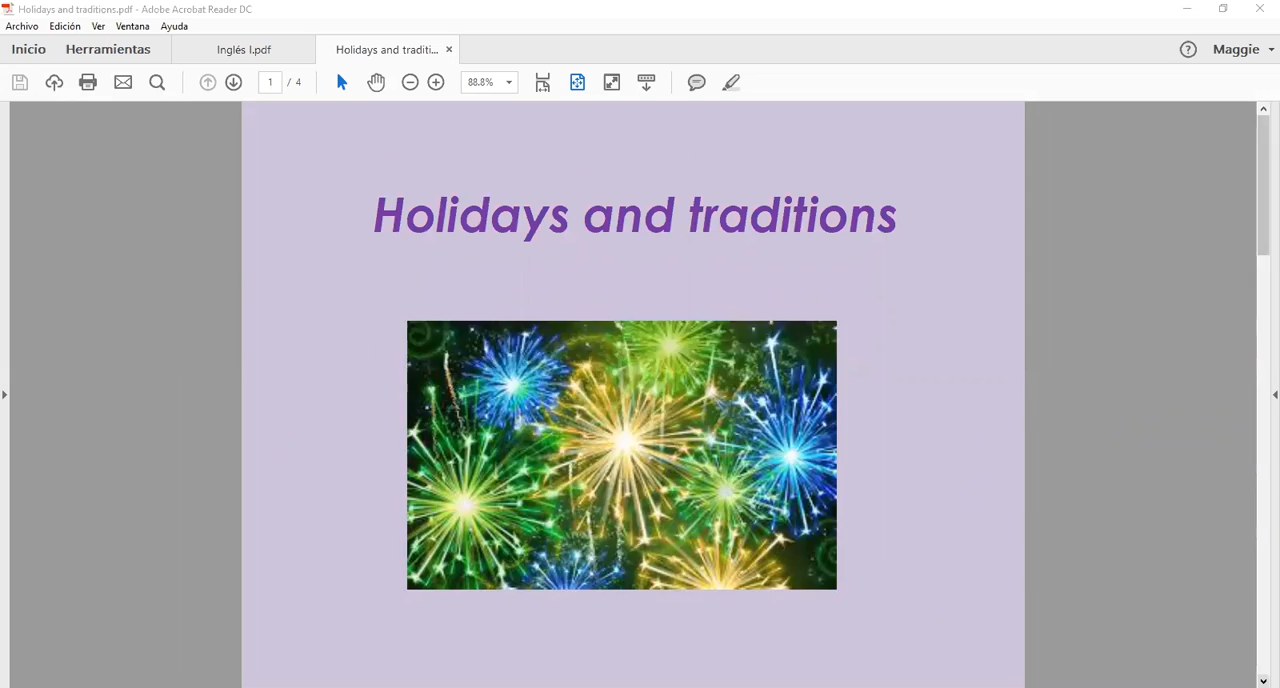 Holidays and traditions.pdf - Adobe Acrobat Reader DC
Archivo Edición Ver Ventana Ayuda
Inicio Herramientas Inglés I.pdf Holidays and traditi... × ? Maggie
1 / 4 88.8%
Holidays and traditions